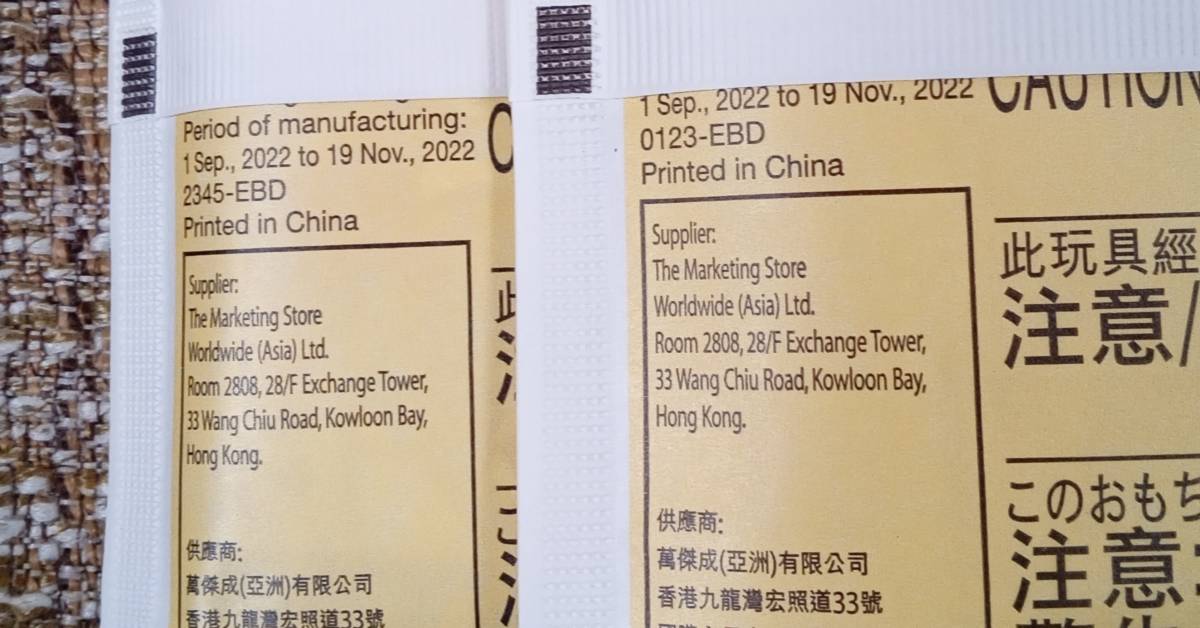 Period of manufacturing:
1 Sep., 2022 to 19 Nov., 2022
2345-EBD
Printed in China
Supplier:
The Marketing Store
Worldwide (Asia) Ltd.
Room 2808, 28/F Exchange Tower,
33 Wang Chiu Road, Kowloon Bay,
Hong Kong.
供應商:
萬傑成(亞洲)有限公司
香港九龍灣宏照道33號
1 Sep., 2022 to 19 Nov., 2022
0123-EBD
Printed in China
Supplier:
The Marketing Store
Worldwide (Asia) Ltd.
Room 2808, 28/F Exchange Tower,
33 Wang Chiu Road, Kowloon Bay,
Hong Kong.
供應商:
萬傑成(亞洲)有限公司
香港九龍灣宏照道33號
CAUTION
此玩具經
注意/
このおもち
注意